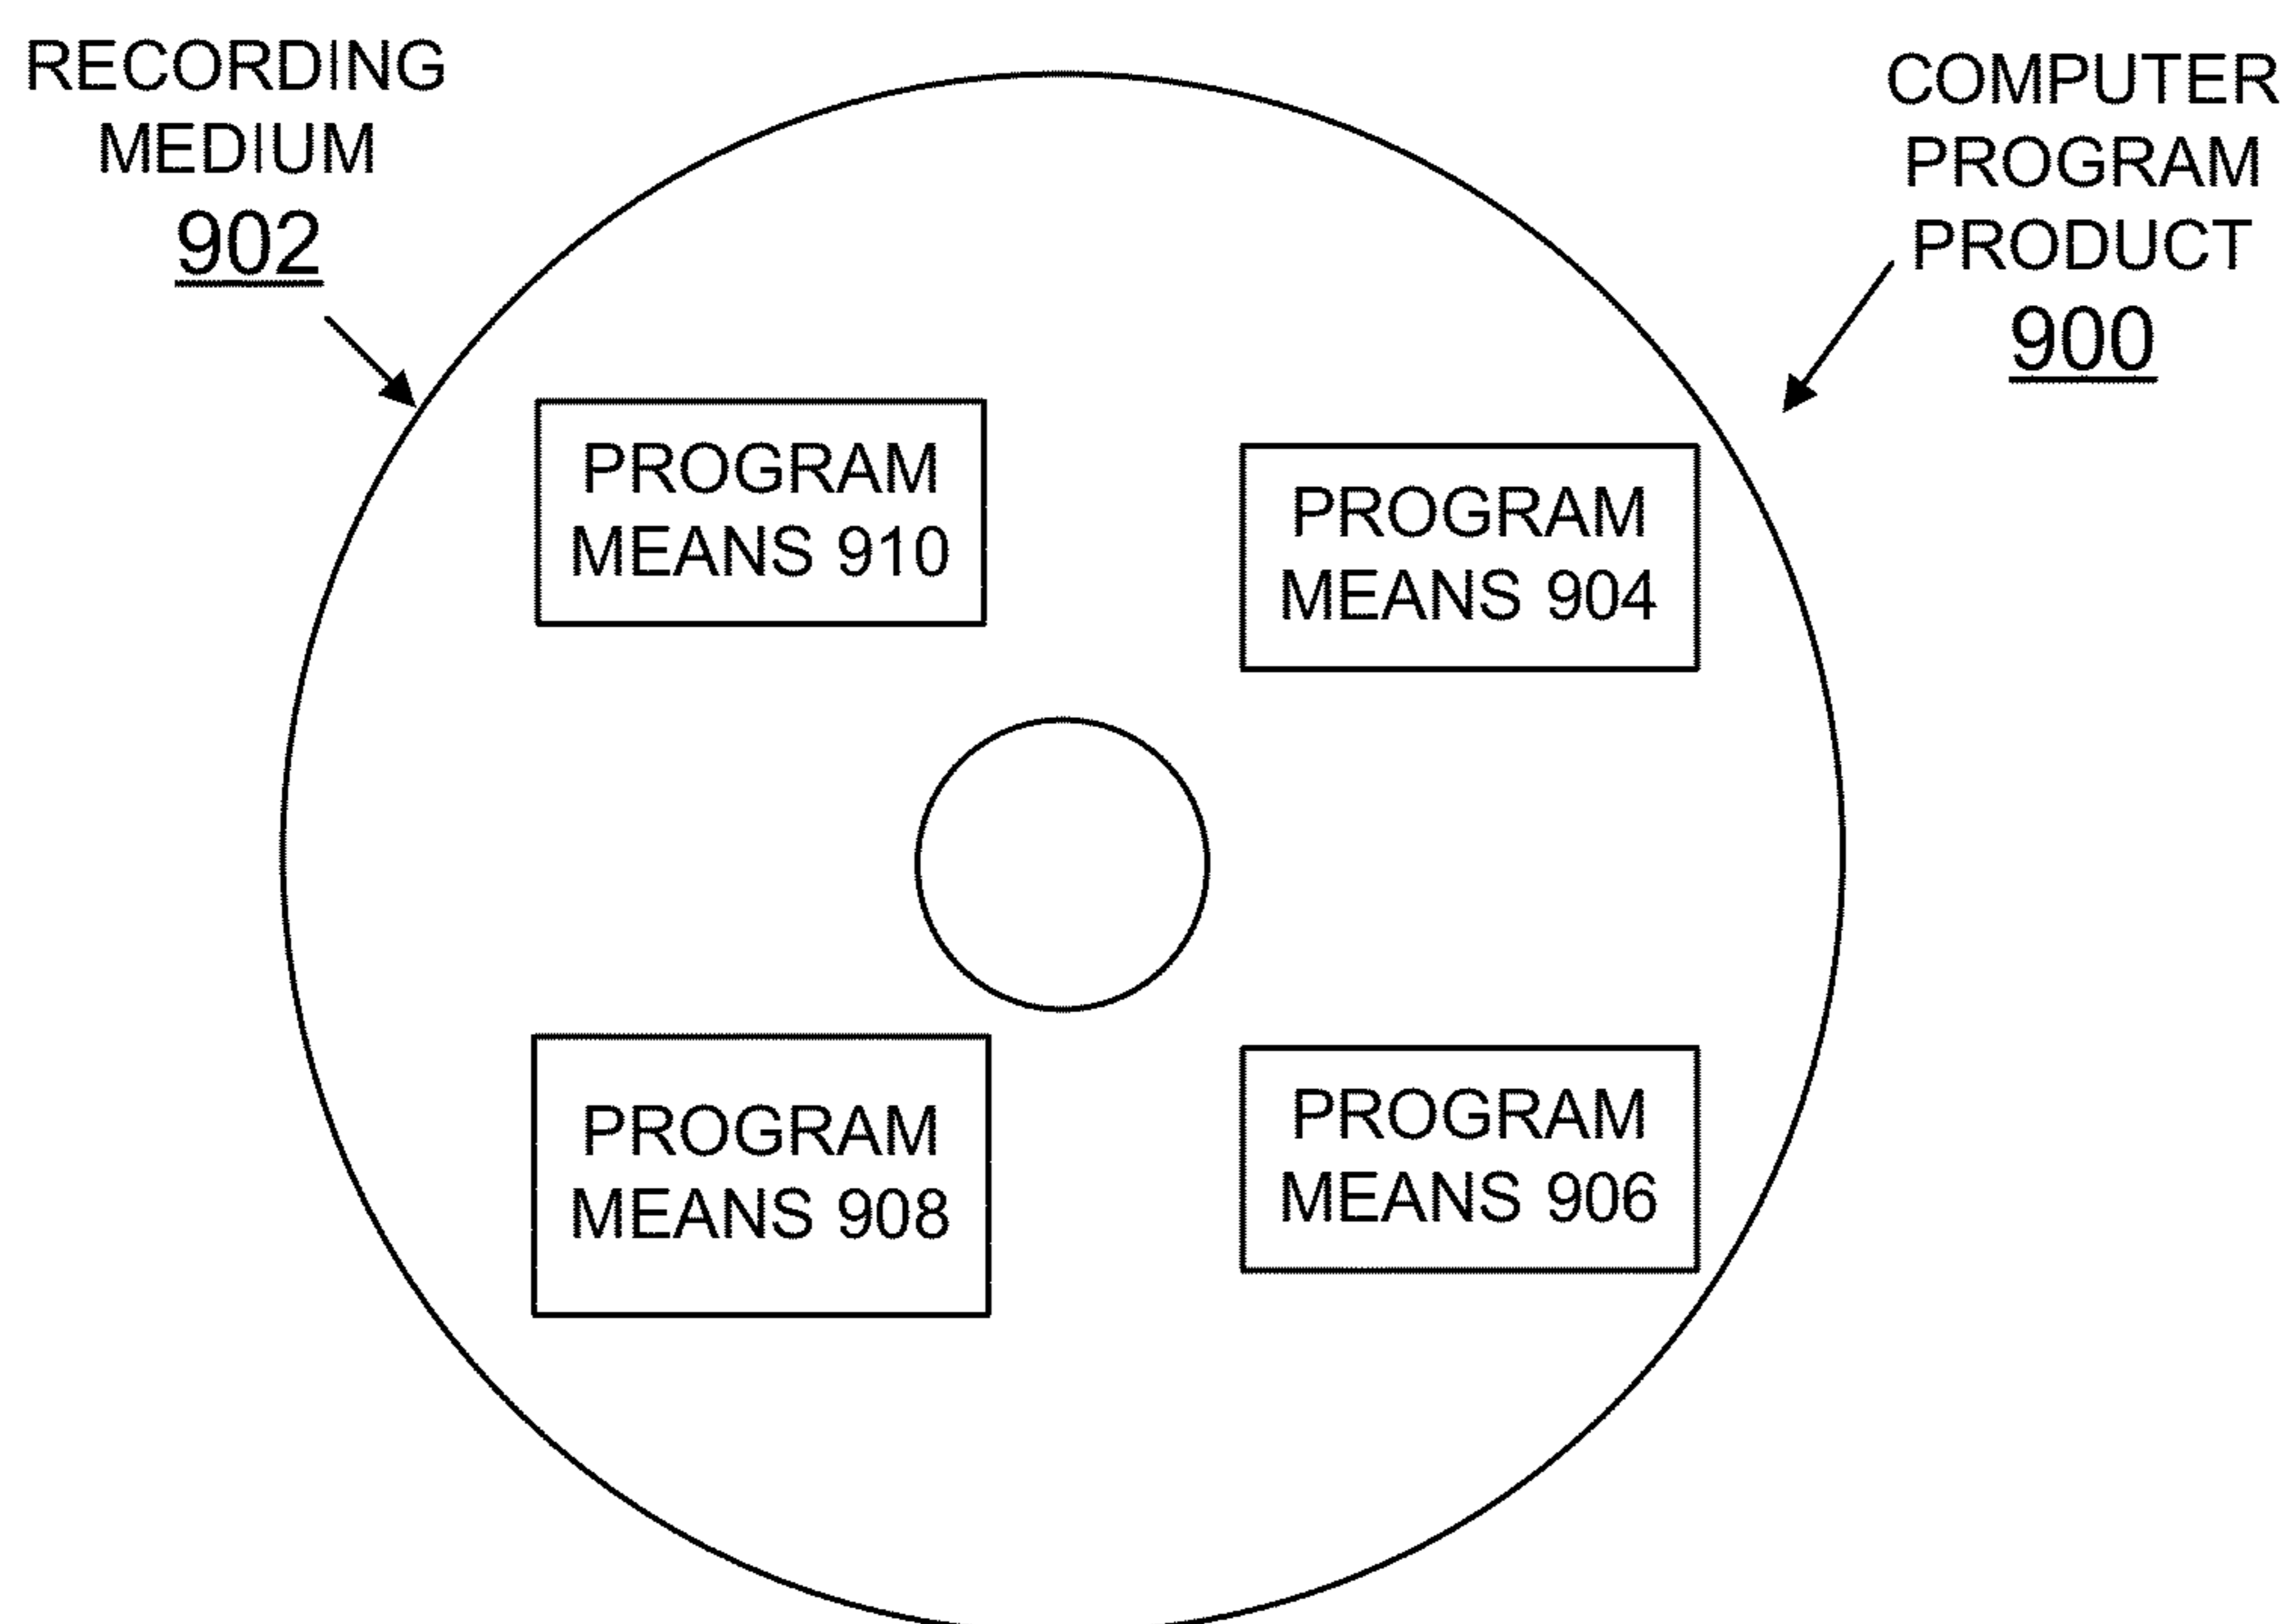 RECORDING
MEDIUM
902
COMPUTER
PROGRAM
PRODUCT
900
PROGRAM
MEANS 910
PROGRAM
MEANS 904
PROGRAM
MEANS 908
PROGRAM
MEANS 906